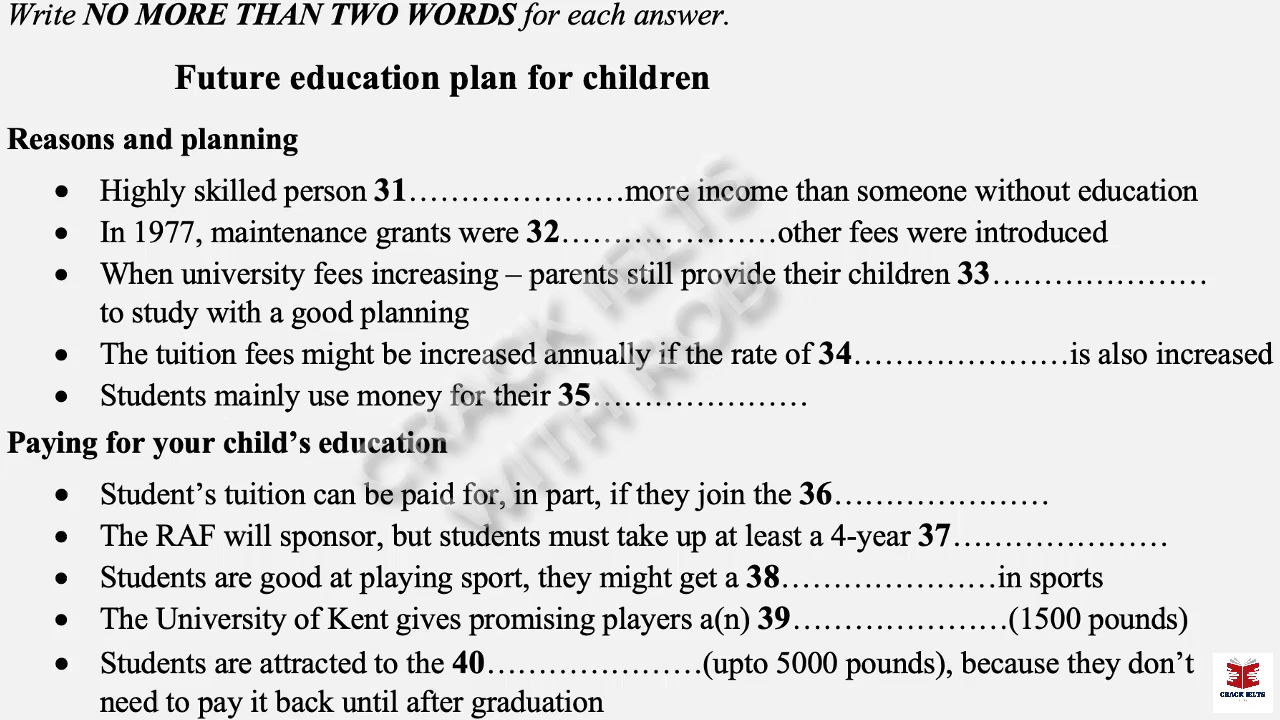 Write NO MORE THAN TWO WORDS for each answer.
Future education plan for children
Reasons and planning
• Highly skilled person 31…………………more income than someone without education
• In 1977, maintenance grants were 32…………………other fees were introduced
• When university fees increasing – parents still provide their children 33…………………
to study with a good planning
• The tuition fees might be increased annually if the rate of 34…………………is also increased
• Students mainly use money for their 35…………………
Paying for your child's education
• Student's tuition can be paid for, in part, if they join the 36…………………
• The RAF will sponsor, but students must take up at least a 4-year 37…………………
• Students are good at playing sport, they might get a 38…………………in sports
• The University of Kent gives promising players a(n) 39…………………(1500 pounds)
• Students are attracted to the 40…………………(upto 5000 pounds), because they don't
need to pay it back until after graduation
CRACK IELTS
WITH ROB
CRACK IELTS